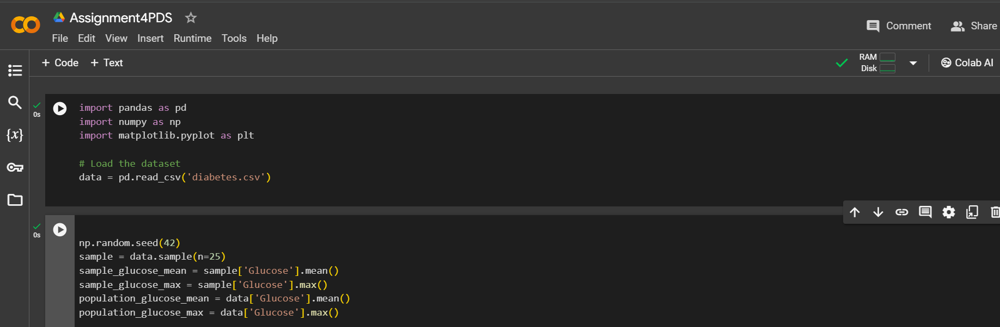 Assignment4PDS
File Edit View Insert Runtime Tools Help
Comment
Share
+ Code + Text
RAM
Disk
Colab AI
0s
import pandas as pd
import numpy as np
import matplotlib.pyplot as plt
# Load the dataset
data = pd.read_csv('diabetes.csv')
0s
np.random.seed(42)
sample = data.sample(n=25)
sample_glucose_mean = sample['Glucose'].mean()
sample_glucose_max = sample['Glucose'].max()
population_glucose_mean = data['Glucose'].mean()
population_glucose_max = data['Glucose'].max()